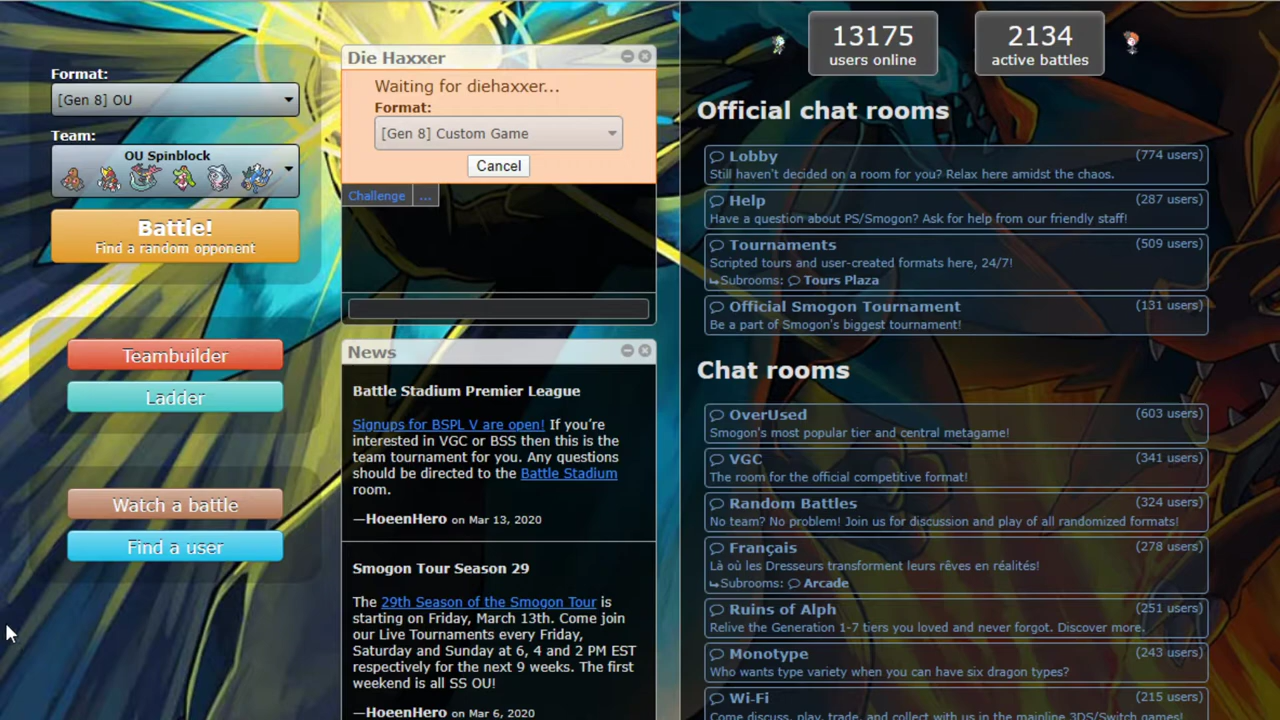 Format:
[Gen 8] OU
Team:
OU Spinblock
Battle!
Find a random opponent
Teambuilder
Ladder
Watch a battle
Find a user
Die Haxxer
Waiting for diehaxxer...
Format:
[Gen 8] Custom Game
Cancel
Challenge
...
News
Battle Stadium Premier League
Signups for BSPL V are open! If you're
interested in VGC or BSS then this is the
team tournament for you. Any questions
should be directed to the Battle Stadium
room.
—HoeenHero on Mar 13, 2020
Smogon Tour Season 29
The 29th Season of the Smogon Tour is
starting on Friday, March 13th. Come join
our Live Tournaments every Friday,
Saturday and Sunday at 6, 4 and 2 PM EST
respectively for the next 9 weeks. The first
weekend is all SS OU!
—HoeenHero on Mar 6, 2020
13175
users online
2134
active battles
Official chat rooms
Lobby (774 users)
Still haven't decided on a room for you? Relax here amidst the chaos.
Help (287 users)
Have a question about PS/Smogon? Ask for help from our friendly staff!
Tournaments (509 users)
Scripted tours and user-created formats here, 24/7!
↳Subrooms: Tours Plaza
Official Smogon Tournament (131 users)
Be a part of Smogon's biggest tournament!
Chat rooms
OverUsed (603 users)
Smogon's most popular tier and central metagame!
VGC (341 users)
The room for the official competitive format!
Random Battles (324 users)
No team? No problem! Join us for discussion and play of all randomized formats!
Français (278 users)
Là où les Dresseurs transforment leurs rêves en réalités!
↳Subrooms: Arcade
Ruins of Alph (251 users)
Relive the Generation 1-7 tiers you loved and never forgot. Discover more.
Monotype (243 users)
Who wants type variety when you can have six dragon types?
Wi-Fi (215 users)
Come discuss, play, trade, and collect with us in the mainline 3DS/Switch games!